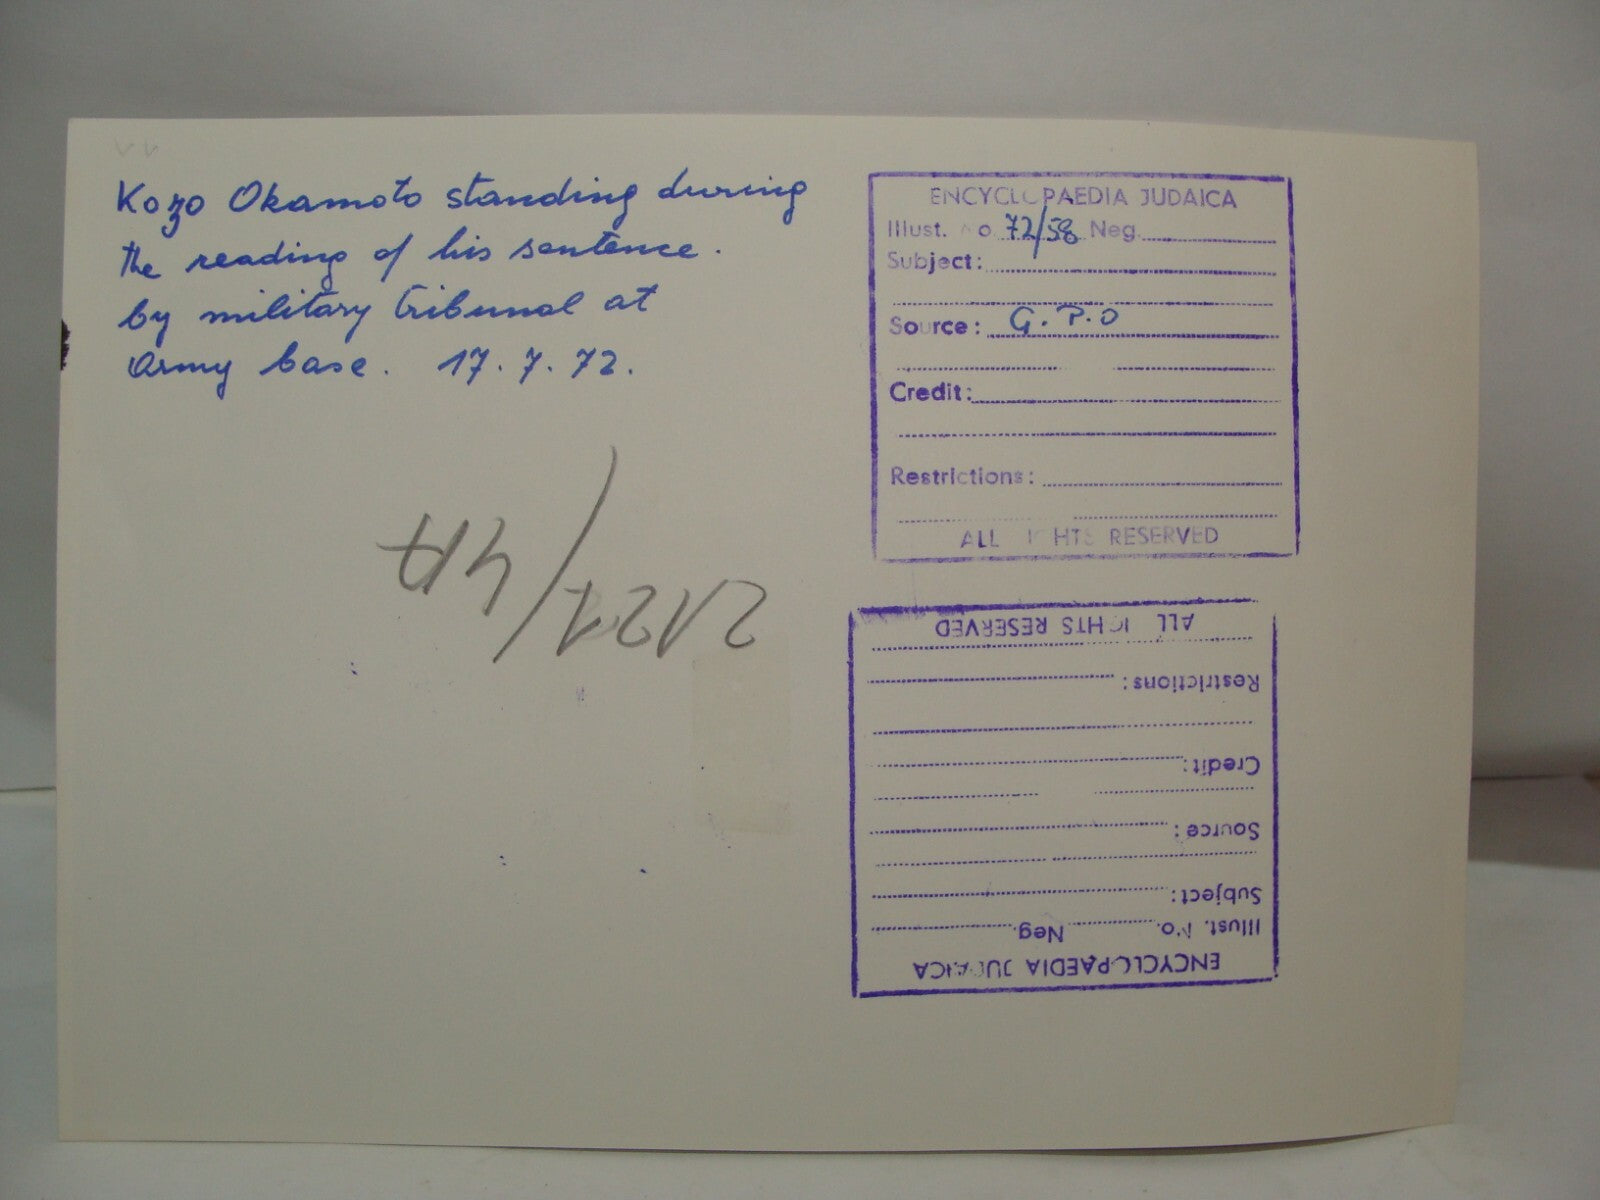 Kozo Okamoto standing during
the reading of his sentence.
by military tribunal at
Army base. 17.7.72.
ENCYCLOPAEDIA JUDAICA
Illust. No. 72/58 Neg.
Subject:
Source: G.P.O
Credit:
Restrictions:
ALL RIGHTS RESERVED
ENCYCLOPAEDIA JUDAICA
Illust. No. Neg.
Subject:
Source:
Credit:
Restrictions:
ALL RIGHTS RESERVED